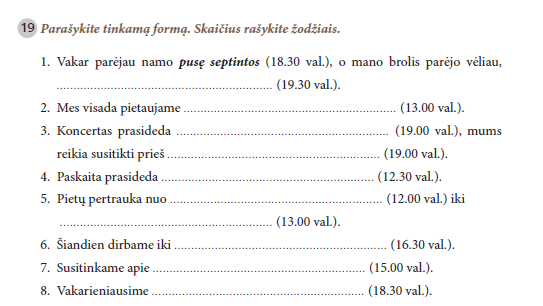 19 Parašykite tinkamą formą. Skaičius rašykite žodžiais.
1. Vakar parėjau namo pusę septintos (18.30 val.), o mano brolis parėjo vėliau,
................................................................ (19.30 val.).
2. Mes visada pietaujame ................................................................ (13.00 val.).
3. Koncertas prasideda ................................................................ (19.00 val.), mums
reikia susitikti prieš ................................................................ (19.00 val.).
4. Paskaita prasideda ................................................................ (12.30 val.).
5. Pietų pertrauka nuo ................................................................ (12.00 val.) iki
................................................................ (13.00 val.).
6. Šiandien dirbame iki ................................................................ (16.30 val.).
7. Susitinkame apie ................................................................ (15.00 val.).
8. Vakarieniausime ................................................................ (18.30 val.).